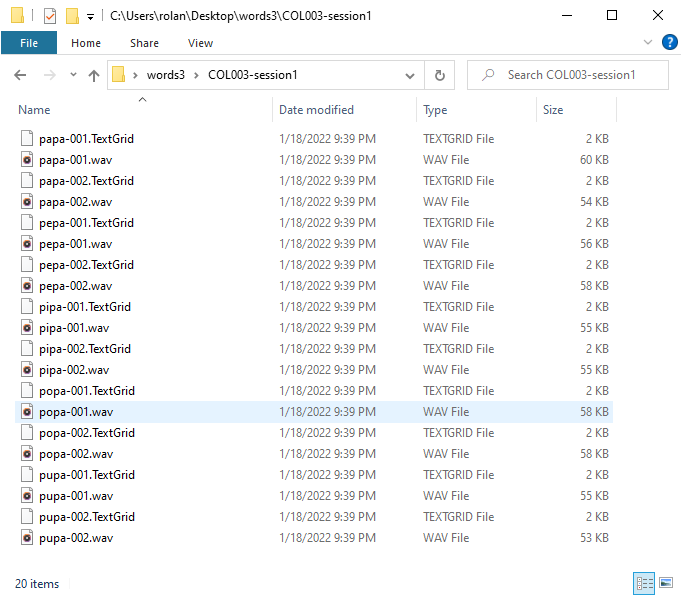 C:\Users\rolan\Desktop\words3\COL003-session1
File Home Share View
words3 > COL003-session1 Search COL003-session1
Name Date modified Type Size
papa-001.TextGrid 1/18/2022 9:39 PM TEXTGRID File 2 KB
papa-001.wav 1/18/2022 9:39 PM WAV File 60 KB
papa-002.TextGrid 1/18/2022 9:39 PM TEXTGRID File 2 KB
papa-002.wav 1/18/2022 9:39 PM WAV File 54 KB
pepa-001.TextGrid 1/18/2022 9:39 PM TEXTGRID File 2 KB
pepa-001.wav 1/18/2022 9:39 PM WAV File 56 KB
pepa-002.TextGrid 1/18/2022 9:39 PM TEXTGRID File 2 KB
pepa-002.wav 1/18/2022 9:39 PM WAV File 58 KB
pipa-001.TextGrid 1/18/2022 9:39 PM TEXTGRID File 2 KB
pipa-001.wav 1/18/2022 9:39 PM WAV File 55 KB
pipa-002.TextGrid 1/18/2022 9:39 PM TEXTGRID File 2 KB
pipa-002.wav 1/18/2022 9:39 PM WAV File 55 KB
popa-001.TextGrid 1/18/2022 9:39 PM TEXTGRID File 2 KB
popa-001.wav 1/18/2022 9:39 PM WAV File 58 KB
popa-002.TextGrid 1/18/2022 9:39 PM TEXTGRID File 2 KB
popa-002.wav 1/18/2022 9:39 PM WAV File 58 KB
pupa-001.TextGrid 1/18/2022 9:39 PM TEXTGRID File 2 KB
pupa-001.wav 1/18/2022 9:39 PM WAV File 55 KB
pupa-002.TextGrid 1/18/2022 9:39 PM TEXTGRID File 2 KB
pupa-002.wav 1/18/2022 9:39 PM WAV File 53 KB
20 items